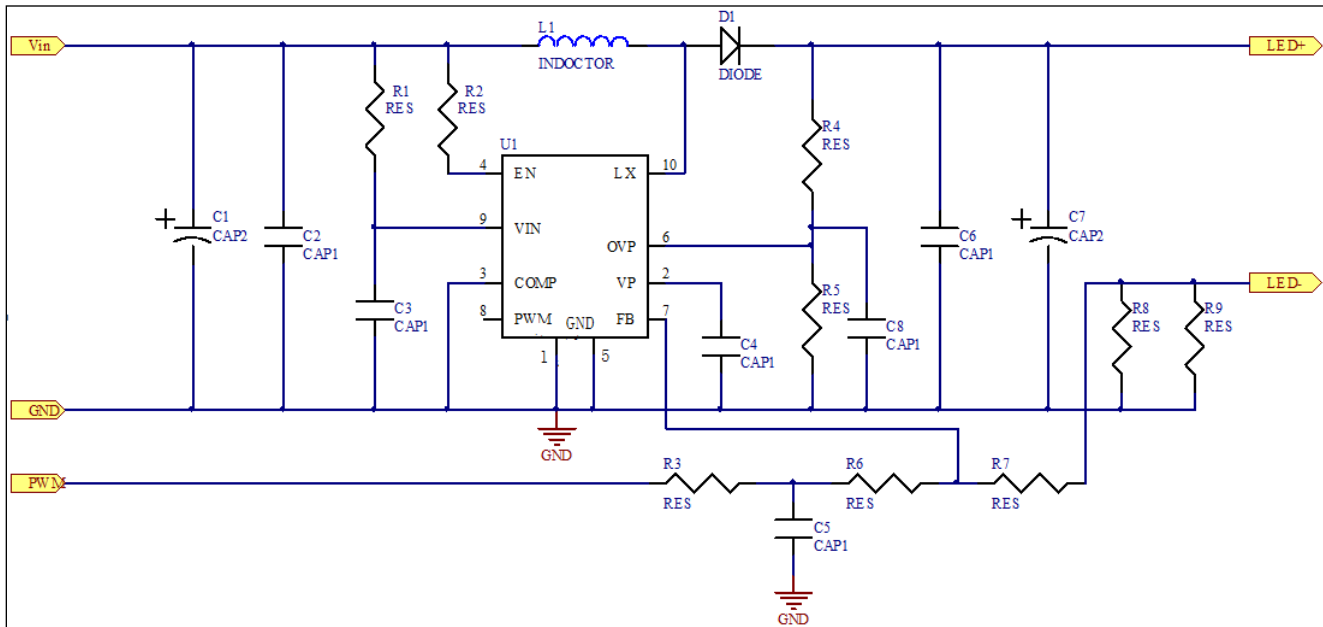 Vin
L1
INDOCTOR
D1
DIODE
LED+
R1
RES
R2
RES
U1
4
EN
LX
10
R4
RES
C1
CAP2
C2
CAP1
9
VIN
OVP
6
C6
CAP1
C7
CAP2
3
COMP
VP
2
R5
RES
LED-
C3
CAP1
8
PWM
GND
FB
7
C4
CAP1
C8
CAP1
R8
RES
R9
RES
1
5
GND
GND
PWM
R3
RES
R6
RES
R7
RES
C5
CAP1
GND